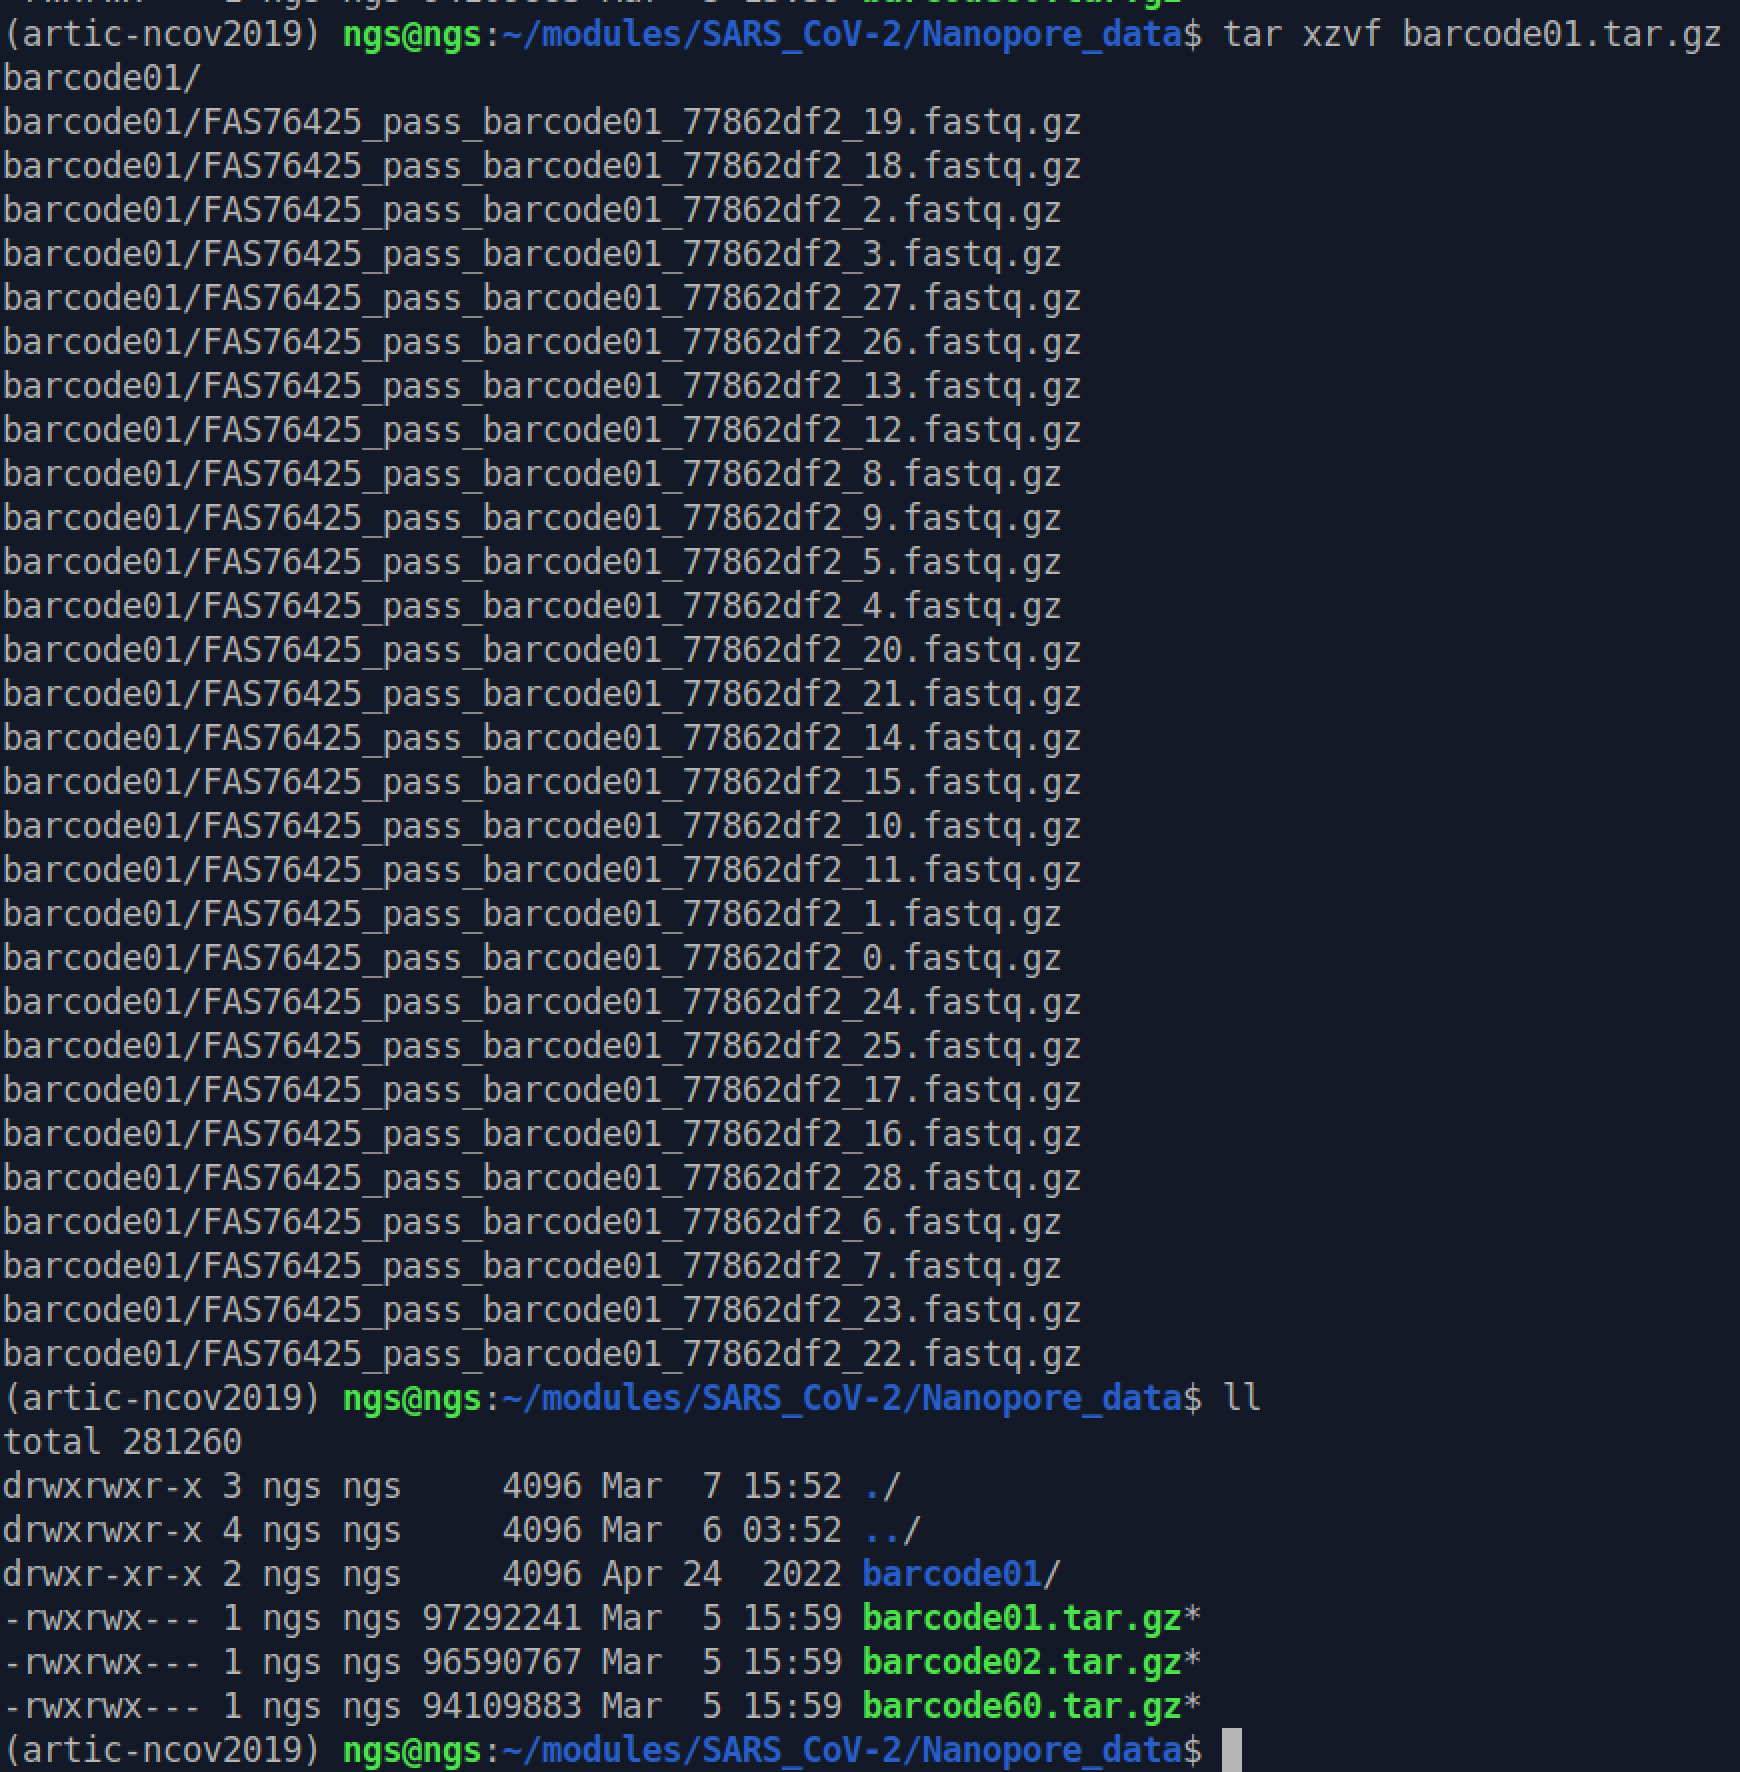 (artic-ncov2019) ngs@ngs:~/modules/SARS_CoV-2/Nanopore_data$ tar xzvf barcode01.tar.gz
barcode01/
barcode01/FAS76425_pass_barcode01_77862df2_19.fastq.gz
barcode01/FAS76425_pass_barcode01_77862df2_18.fastq.gz
barcode01/FAS76425_pass_barcode01_77862df2_2.fastq.gz
barcode01/FAS76425_pass_barcode01_77862df2_3.fastq.gz
barcode01/FAS76425_pass_barcode01_77862df2_27.fastq.gz
barcode01/FAS76425_pass_barcode01_77862df2_26.fastq.gz
barcode01/FAS76425_pass_barcode01_77862df2_13.fastq.gz
barcode01/FAS76425_pass_barcode01_77862df2_12.fastq.gz
barcode01/FAS76425_pass_barcode01_77862df2_8.fastq.gz
barcode01/FAS76425_pass_barcode01_77862df2_9.fastq.gz
barcode01/FAS76425_pass_barcode01_77862df2_5.fastq.gz
barcode01/FAS76425_pass_barcode01_77862df2_4.fastq.gz
barcode01/FAS76425_pass_barcode01_77862df2_20.fastq.gz
barcode01/FAS76425_pass_barcode01_77862df2_21.fastq.gz
barcode01/FAS76425_pass_barcode01_77862df2_14.fastq.gz
barcode01/FAS76425_pass_barcode01_77862df2_15.fastq.gz
barcode01/FAS76425_pass_barcode01_77862df2_10.fastq.gz
barcode01/FAS76425_pass_barcode01_77862df2_11.fastq.gz
barcode01/FAS76425_pass_barcode01_77862df2_1.fastq.gz
barcode01/FAS76425_pass_barcode01_77862df2_0.fastq.gz
barcode01/FAS76425_pass_barcode01_77862df2_24.fastq.gz
barcode01/FAS76425_pass_barcode01_77862df2_25.fastq.gz
barcode01/FAS76425_pass_barcode01_77862df2_17.fastq.gz
barcode01/FAS76425_pass_barcode01_77862df2_16.fastq.gz
barcode01/FAS76425_pass_barcode01_77862df2_28.fastq.gz
barcode01/FAS76425_pass_barcode01_77862df2_6.fastq.gz
barcode01/FAS76425_pass_barcode01_77862df2_7.fastq.gz
barcode01/FAS76425_pass_barcode01_77862df2_23.fastq.gz
barcode01/FAS76425_pass_barcode01_77862df2_22.fastq.gz
(artic-ncov2019) ngs@ngs:~/modules/SARS_CoV-2/Nanopore_data$ ll
total 281260
drwxrwxr-x 3 ngs ngs     4096 Mar  7 15:52 ./
drwxrwxr-x 4 ngs ngs     4096 Mar  6 03:52 ../
drwxr-xr-x 2 ngs ngs     4096 Apr 24  2022 barcode01/
-rwxrwx--- 1 ngs ngs 97292241 Mar  5 15:59 barcode01.tar.gz*
-rwxrwx--- 1 ngs ngs 96590767 Mar  5 15:59 barcode02.tar.gz*
-rwxrwx--- 1 ngs ngs 94109883 Mar  5 15:59 barcode60.tar.gz*
(artic-ncov2019) ngs@ngs:~/modules/SARS_CoV-2/Nanopore_data$